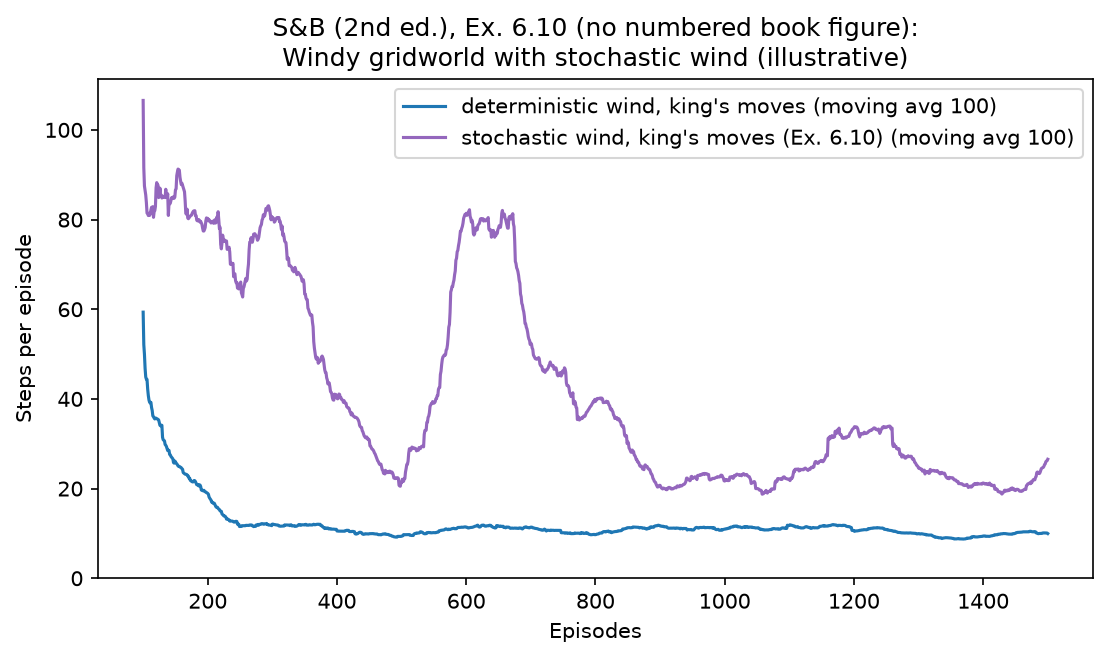 S&B (2nd ed.), Ex. 6.10 (no numbered book figure):
Windy gridworld with stochastic wind (illustrative)
deterministic wind, king's moves (moving avg 100)
stochastic wind, king's moves (Ex. 6.10) (moving avg 100)
Steps per episode
100
80
60
40
20
0
200 400 600 800 1000 1200 1400
Episodes